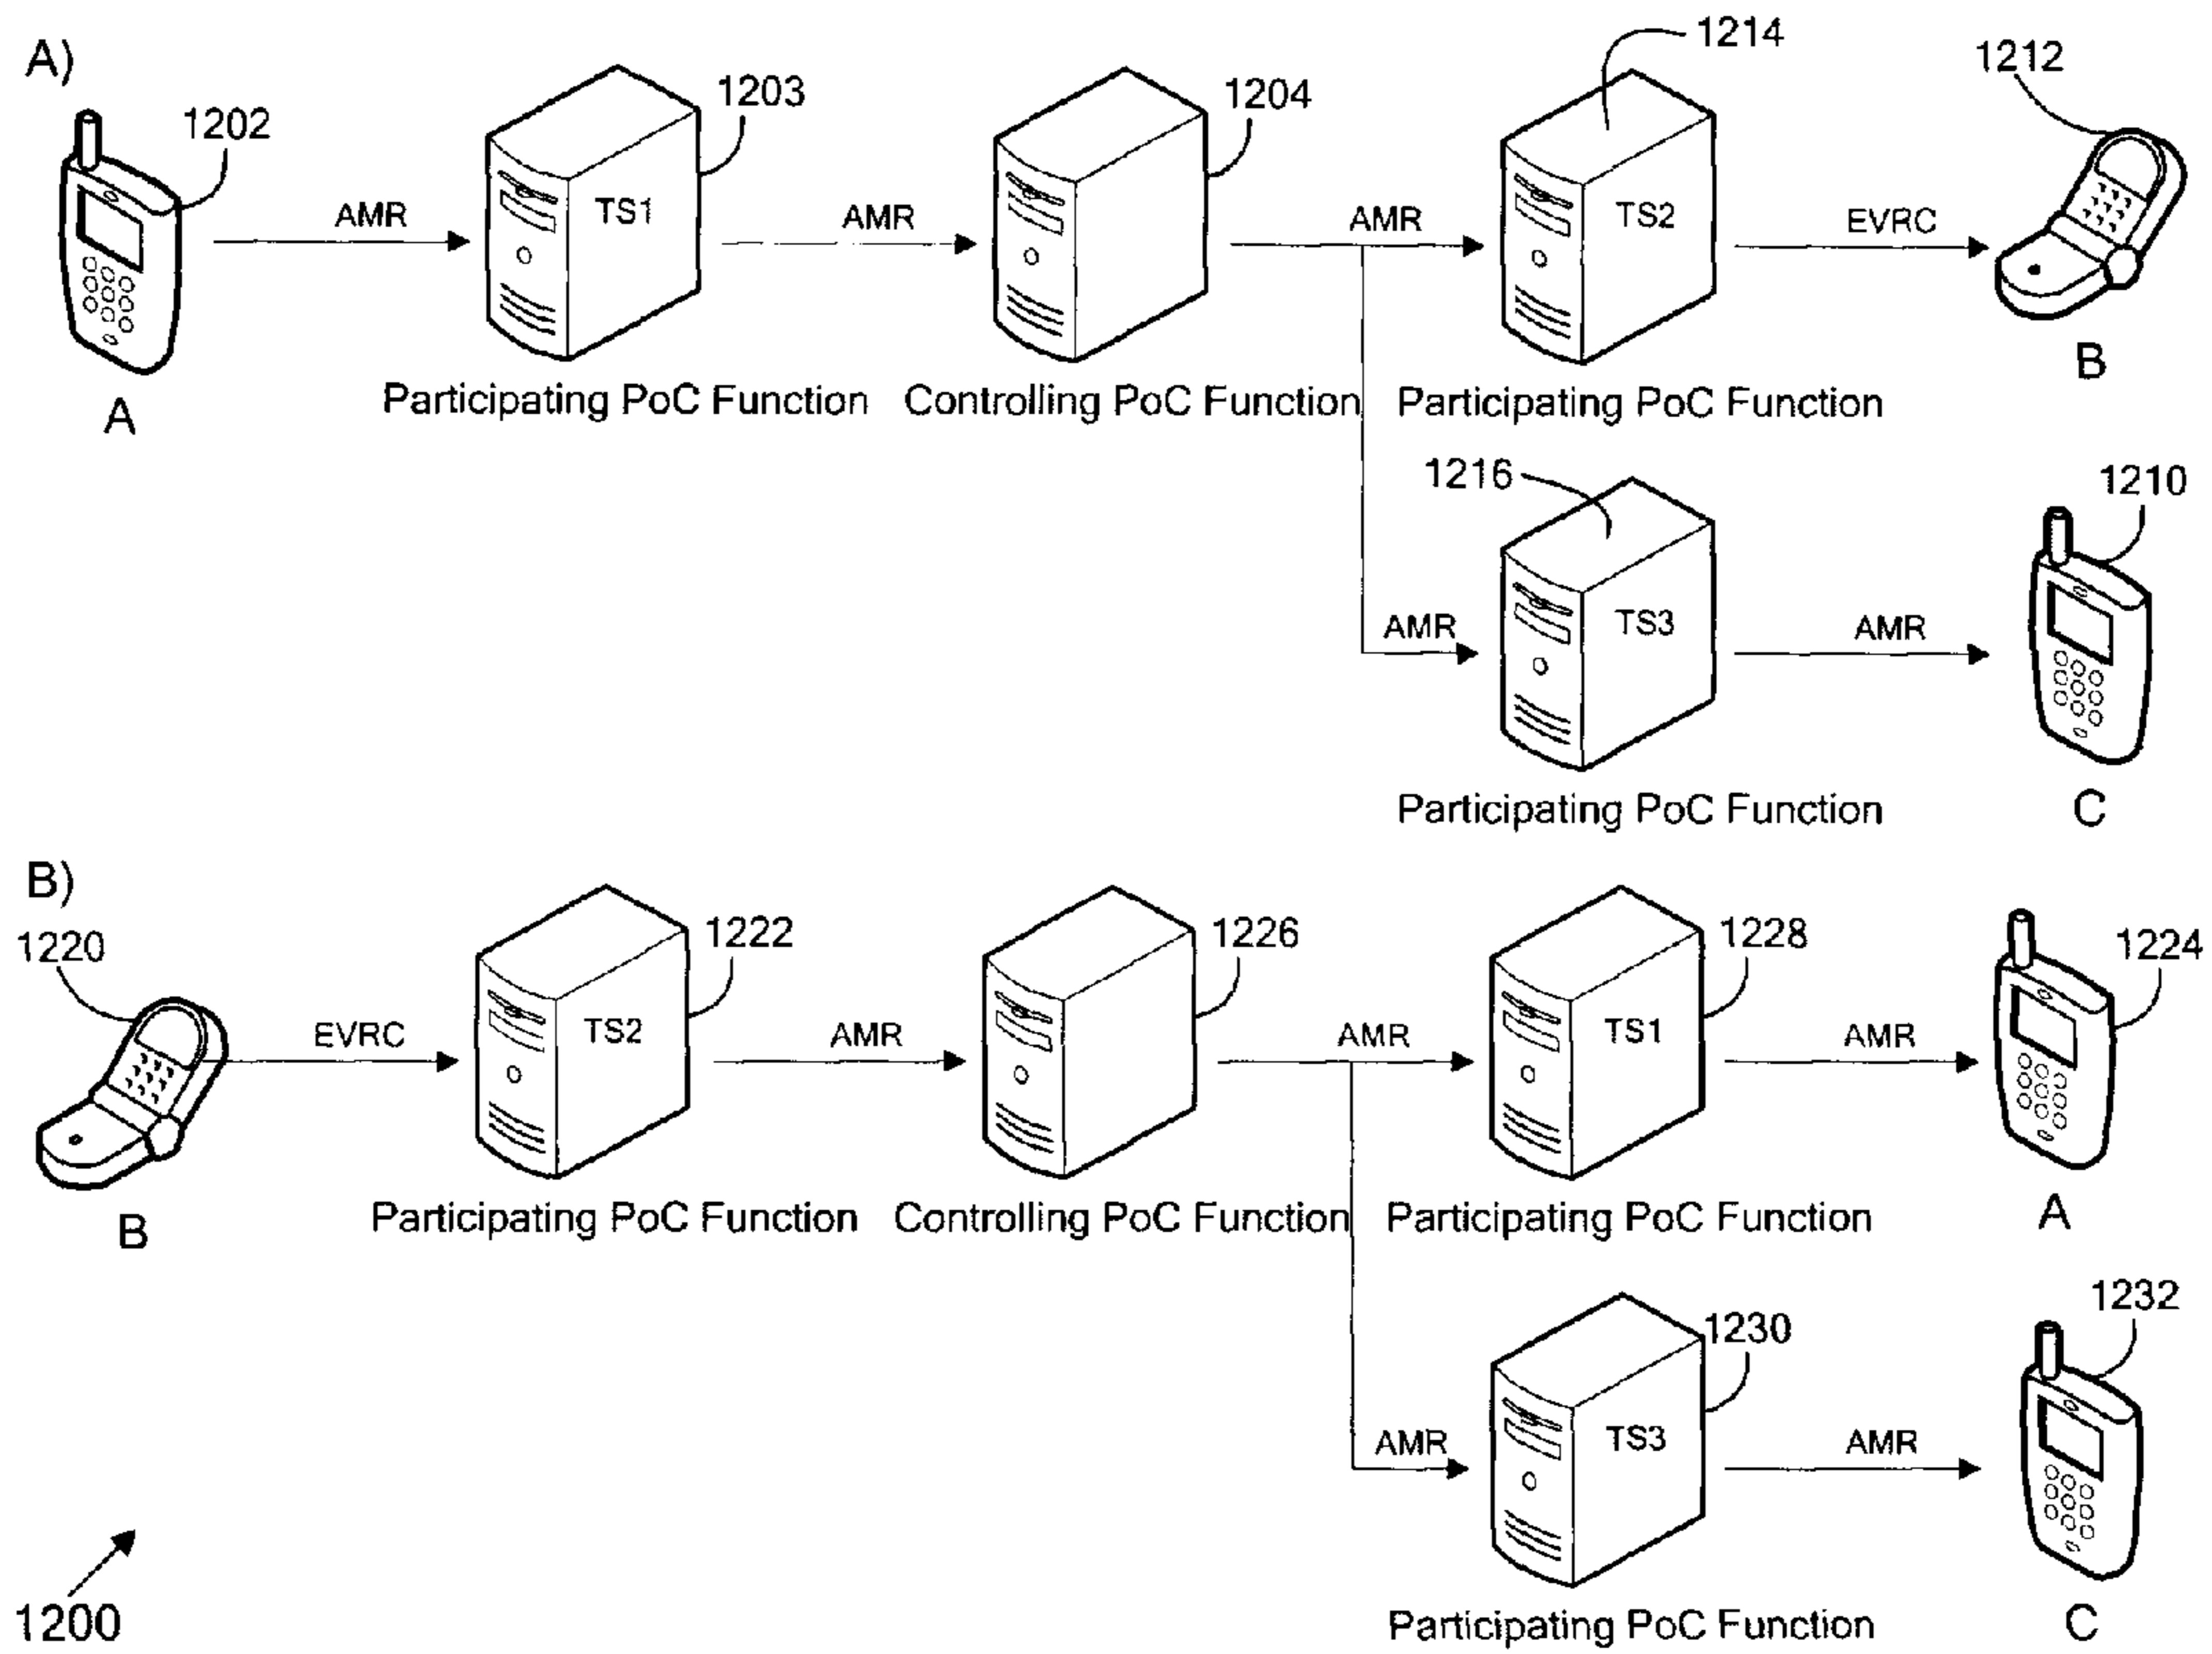 A)
1202
1203
1204
1214
1212
AMR
TS1
AMR
AMR
TS2
EVRC
A
Participating PoC Function
Controlling PoC Function
Participating PoC Function
B
1216
1210
AMR
TS3
AMR
Participating PoC Function
C
B)
1220
1222
1226
1228
1224
EVRC
TS2
AMR
AMR
TS1
AMR
B
Participating PoC Function
Controlling PoC Function
Participating PoC Function
A
1230
1232
AMR
TS3
AMR
Participating PoC Function
C
1200